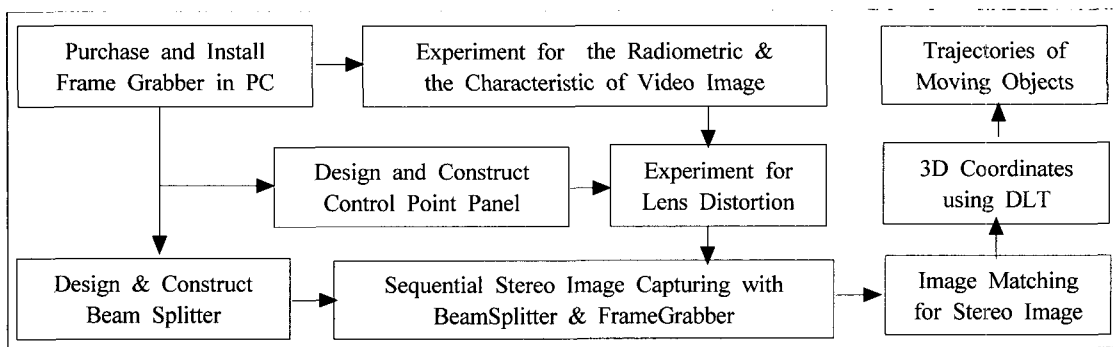 Purchase and Install
Frame Grabber in PC
Experiment for the Radiometric &
the Characteristic of Video Image
Trajectories of
Moving Objects
Design and Construct
Control Point Panel
Experiment for
Lens Distortion
3D Coordinates
using DLT
Design & Construct
Beam Splitter
Sequential Stereo Image Capturing with
BeamSplitter & FrameGrabber
Image Matching
for Stereo Image